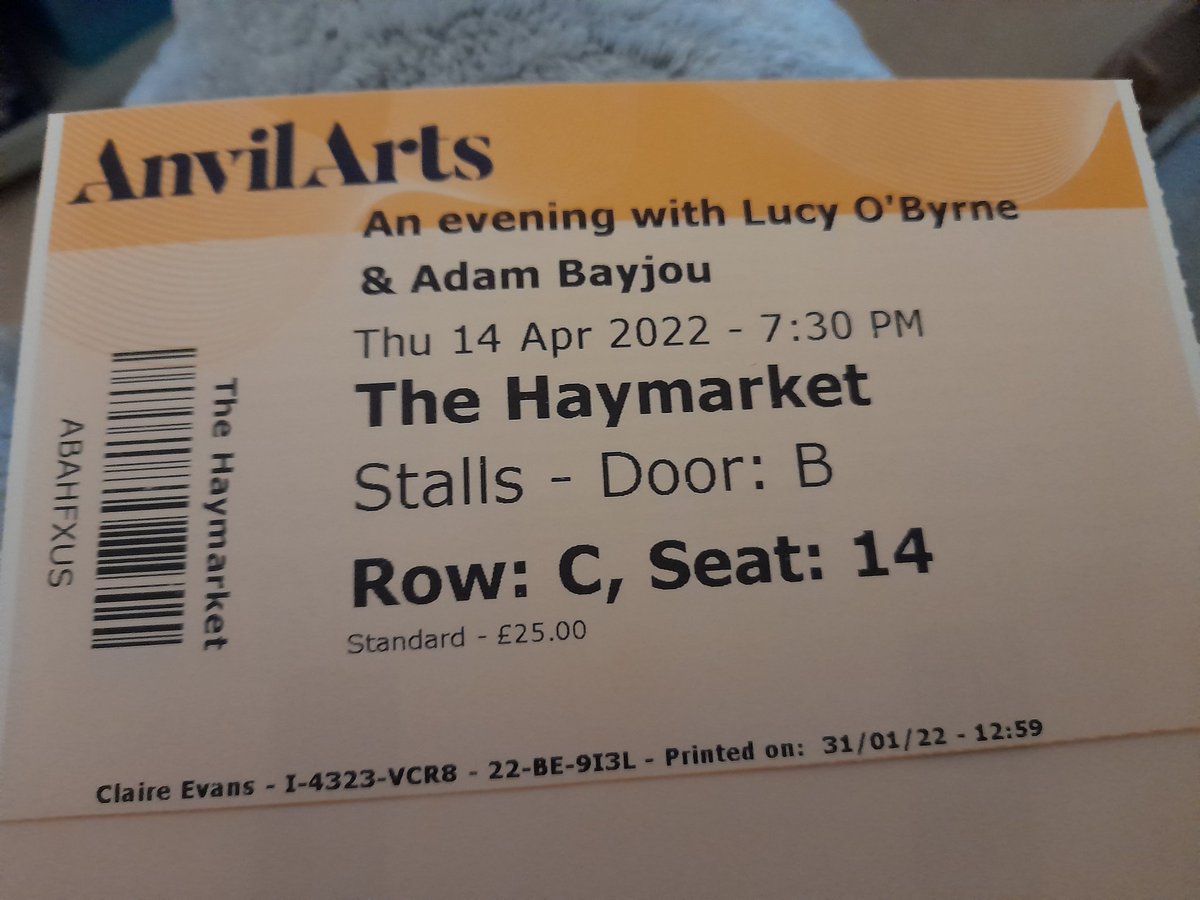 AnvilArts
An evening with Lucy O'Byrne
& Adam Bayjou
Thu 14 Apr 2022 - 7:30 PM
The Haymarket
Stalls - Door: B
Row: C, Seat: 14
Standard - £25.00
The Haymarket
ABAHFXUS
Claire Evans - I-4323-VCR8 - 22-BE-9I3L - Printed on: 31/01/22 - 12:59